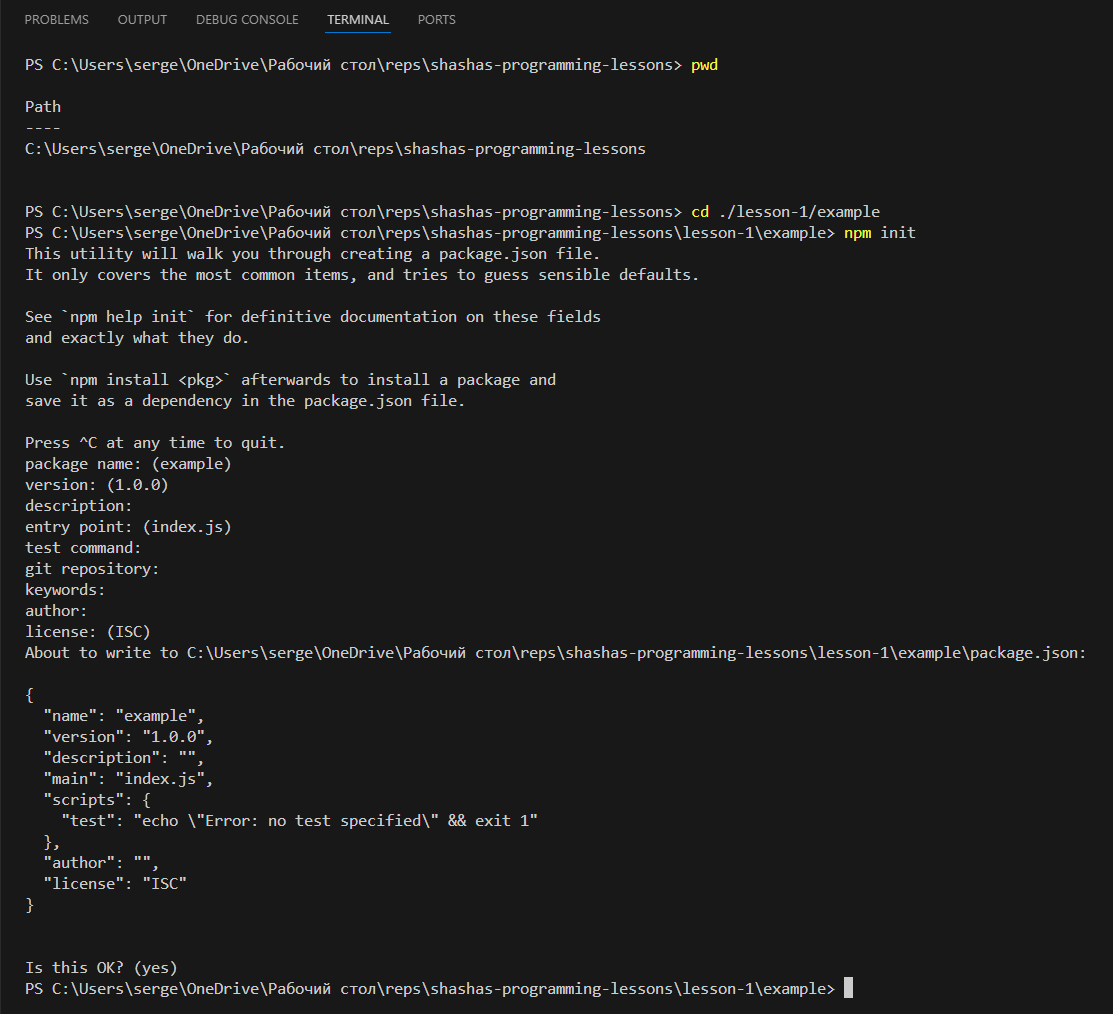 PROBLEMS OUTPUT DEBUG CONSOLE TERMINAL PORTS
PS C:\Users\serge\OneDrive\Рабочий стол\reps\shashas-programming-lessons> pwd
Path
----
C:\Users\serge\OneDrive\Рабочий стол\reps\shashas-programming-lessons
PS C:\Users\serge\OneDrive\Рабочий стол\reps\shashas-programming-lessons> cd ./lesson-1/example
PS C:\Users\serge\OneDrive\Рабочий стол\reps\shashas-programming-lessons\lesson-1\example> npm init
This utility will walk you through creating a package.json file.
It only covers the most common items, and tries to guess sensible defaults.
See `npm help init` for definitive documentation on these fields
and exactly what they do.
Use `npm install <pkg>` afterwards to install a package and
save it as a dependency in the package.json file.
Press ^C at any time to quit.
package name: (example)
version: (1.0.0)
description:
entry point: (index.js)
test command:
git repository:
keywords:
author:
license: (ISC)
About to write to C:\Users\serge\OneDrive\Рабочий стол\reps\shashas-programming-lessons\lesson-1\example\package.json:
{
  "name": "example",
  "version": "1.0.0",
  "description": "",
  "main": "index.js",
  "scripts": {
    "test": "echo \"Error: no test specified\" && exit 1"
  },
  "author": "",
  "license": "ISC"
}
Is this OK? (yes)
PS C:\Users\serge\OneDrive\Рабочий стол\reps\shashas-programming-lessons\lesson-1\example>